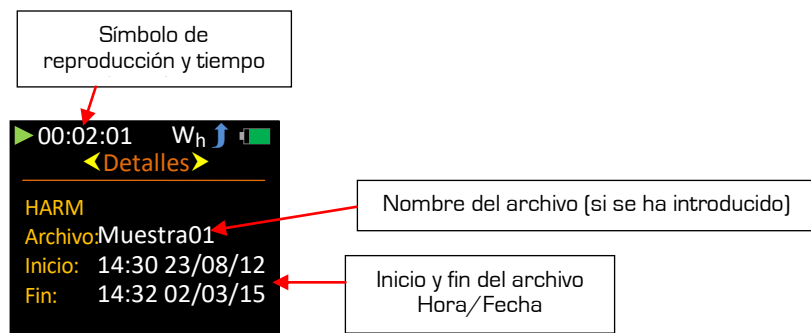 Símbolo de
reproducción y tiempo
00:02:01 Wh
Detalles
HARM
Archivo:Muestra01
Inicio: 14:30 23/08/12
Fin: 14:32 02/03/15
Nombre del archivo (si se ha introducido)
Inicio y fin del archivo
Hora/Fecha